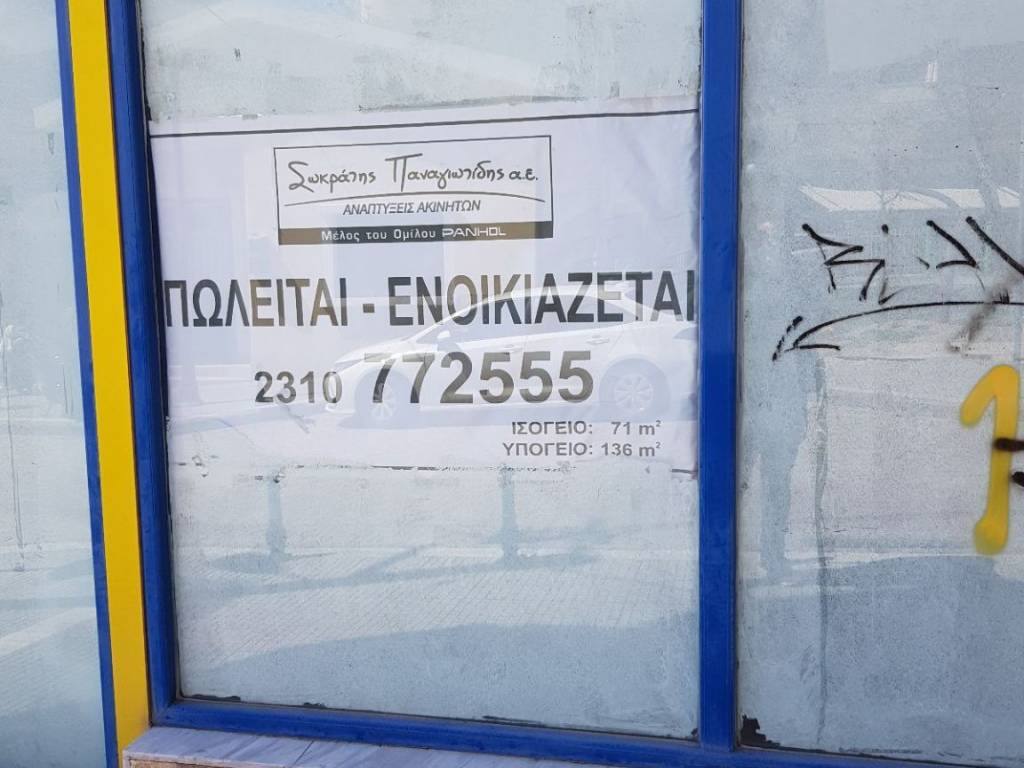 Σωκράτης Παναγιωτίδης α.ε.
ΑΝΑΠΤΥΞΕΙΣ ΑΚΙΝΗΤΩΝ
Μέλος του Ομίλου PANHOL
ΠΩΛΕΙΤΑΙ - ΕΝΟΙΚΙΑΖΕΤΑΙ
2310 772555
ΙΣΟΓΕΙΟ: 71 m²
ΥΠΟΓΕΙΟ: 136 m²